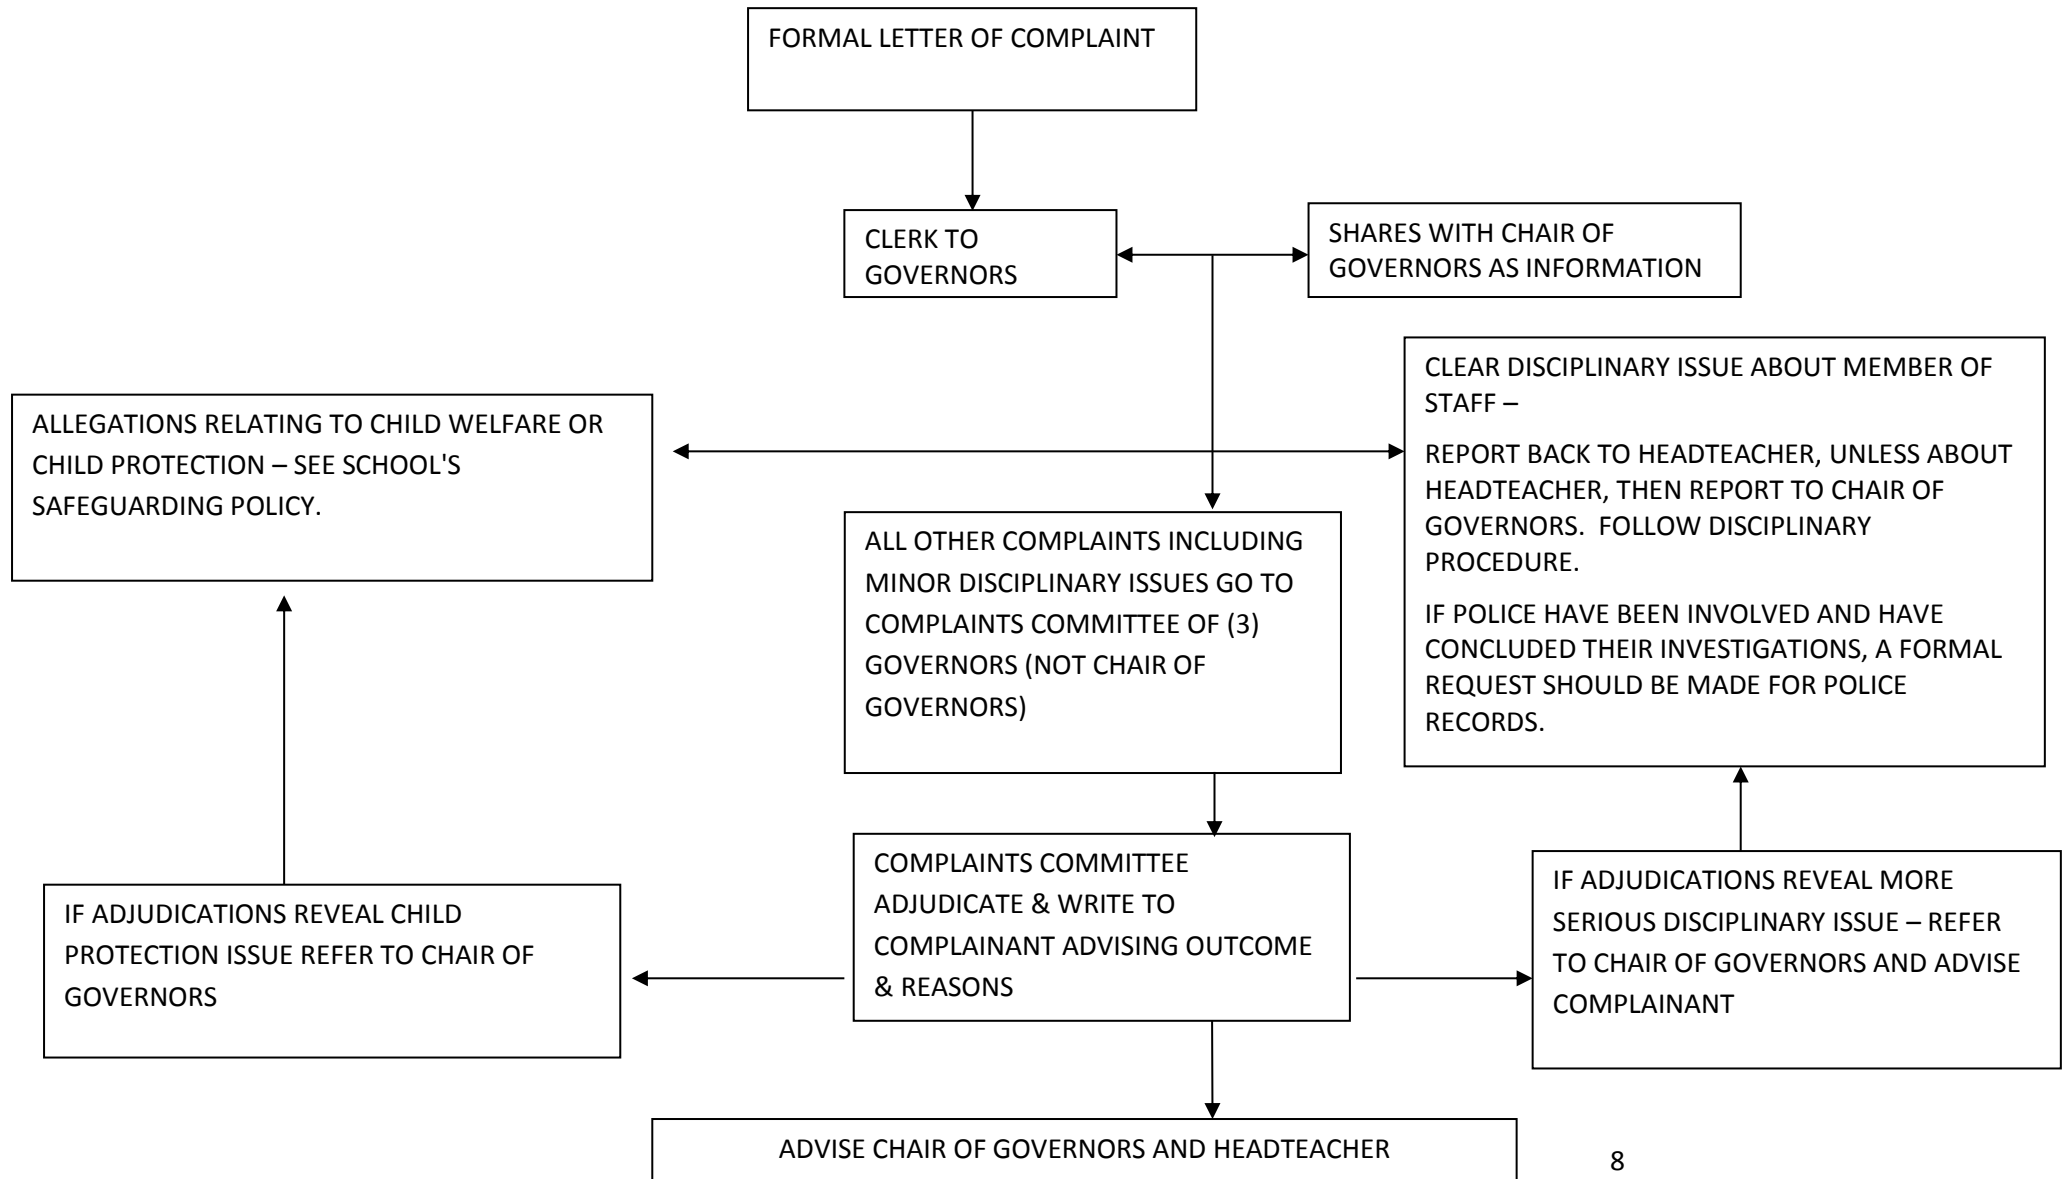 FORMAL LETTER OF COMPLAINT
CLERK TO
GOVERNORS
SHARES WITH CHAIR OF
GOVERNORS AS INFORMATION
ALLEGATIONS RELATING TO CHILD WELFARE OR
CHILD PROTECTION – SEE SCHOOL'S
SAFEGUARDING POLICY.
CLEAR DISCIPLINARY ISSUE ABOUT MEMBER OF
STAFF –
REPORT BACK TO HEADTEACHER, UNLESS ABOUT
HEADTEACHER, THEN REPORT TO CHAIR OF
GOVERNORS.  FOLLOW DISCIPLINARY
PROCEDURE.
IF POLICE HAVE BEEN INVOLVED AND HAVE
CONCLUDED THEIR INVESTIGATIONS, A FORMAL
REQUEST SHOULD BE MADE FOR POLICE
RECORDS.
ALL OTHER COMPLAINTS INCLUDING
MINOR DISCIPLINARY ISSUES GO TO
COMPLAINTS COMMITTEE OF (3)
GOVERNORS (NOT CHAIR OF
GOVERNORS)
IF ADJUDICATIONS REVEAL CHILD
PROTECTION ISSUE REFER TO CHAIR OF
GOVERNORS
COMPLAINTS COMMITTEE
ADJUDICATE & WRITE TO
COMPLAINANT ADVISING OUTCOME
& REASONS
IF ADJUDICATIONS REVEAL MORE
SERIOUS DISCIPLINARY ISSUE – REFER
TO CHAIR OF GOVERNORS AND ADVISE
COMPLAINANT
ADVISE CHAIR OF GOVERNORS AND HEADTEACHER
8